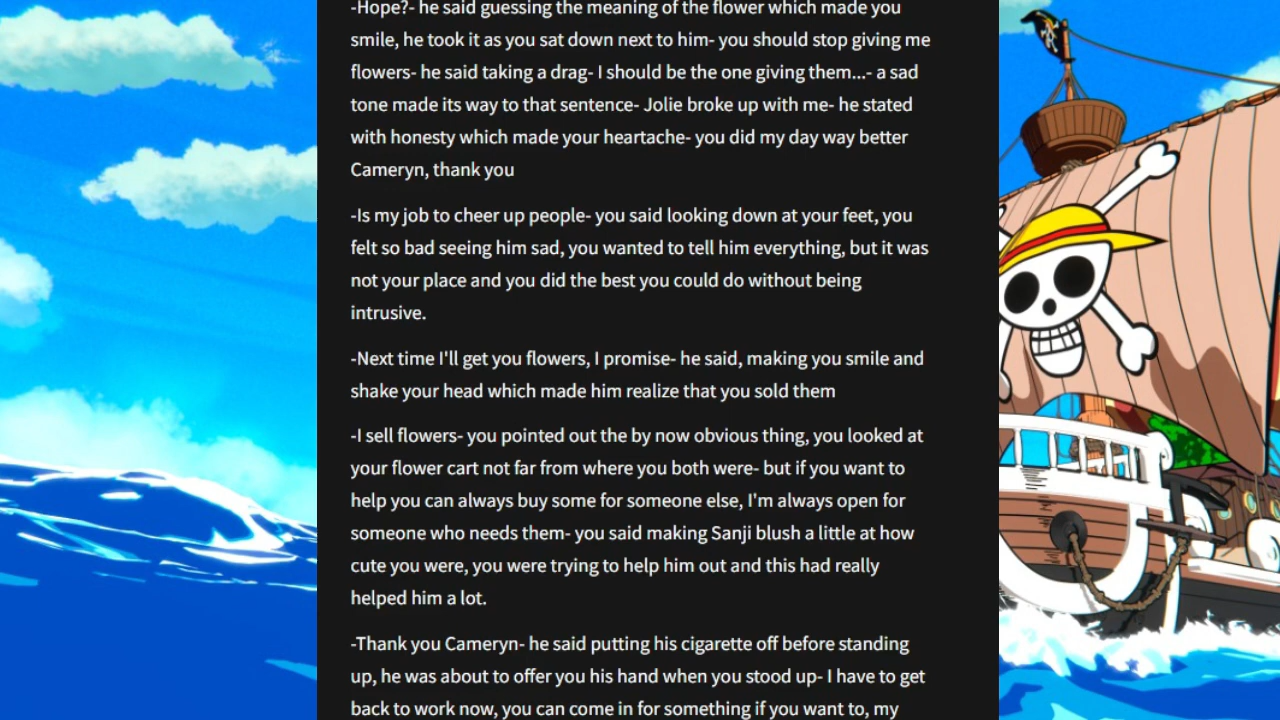 -Hope?- he said guessing the meaning of the flower which made you
smile, he took it as you sat down next to him- you should stop giving me
flowers- he said taking a drag- I should be the one giving them...- a sad
tone made its way to that sentence- Jolie broke up with me- he stated
with honesty which made your heartache- you did my day way better
Cameryn, thank you
-Is my job to cheer up people- you said looking down at your feet, you
felt so bad seeing him sad, you wanted to tell him everything, but it was
not your place and you did the best you could do without being
intrusive.
-Next time I'll get you flowers, I promise- he said, making you smile and
shake your head which made him realize that you sold them
-I sell flowers- you pointed out the by now obvious thing, you looked at
your flower cart not far from where you both were- but if you want to
help you can always buy some for someone else, I'm always open for
someone who needs them- you said making Sanji blush a little at how
cute you were, you were trying to help him out and this had really
helped him a lot.
-Thank you Cameryn- he said putting his cigarette off before standing
up, he was about to offer you his hand when you stood up- I have to get
back to work now, you can come in for something if you want to, my